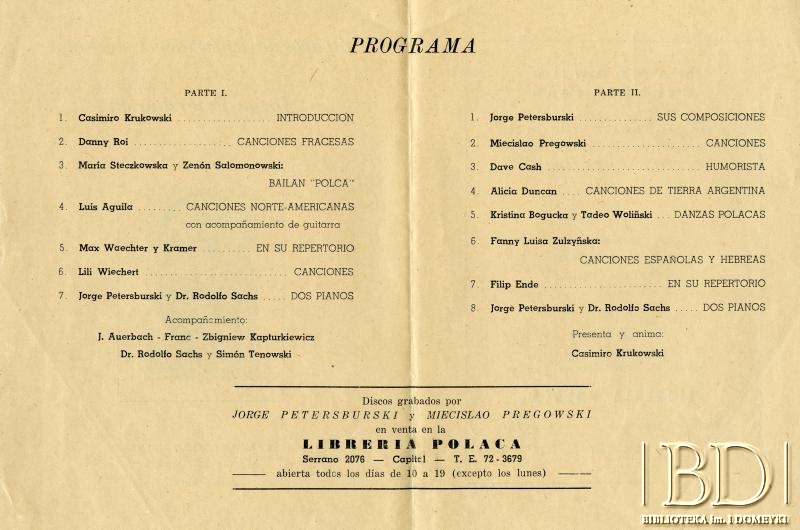 PROGRAMA
PARTE I.
1. Casimiro Krukowski .................. INTRODUCCION
2. Danny Roi .................. CANCIONES FRACESAS
3. María Steczkowska y Zenón Salomonowski:
BAILAN "POLCA"
4. Luis Aguila ......... CANCIONES NORTE-AMERICANAS
con acompañamiento de guitarra
5. Max Waechter y Kramer ......... EN SU REPERTORIO
6. Lili Wiechert .......................... CANCIONES
7. Jorge Petersburski y Dr. Rodolfo Sachs ..... DOS PIANOS
Acompañamiento:
J. Auerbach - Franc - Zbigniew Kapturkiewicz
Dr. Rodolfo Sachs y Simón Tenowski
PARTE II.
1. Jorge Petersburski .............. SUS COMPOSICIONES
2. Miecislao Pregowski .................... CANCIONES
3. Dave Cash .......................... HUMORISTA
4. Alicia Duncan .... CANCIONES DE TIERRA ARGENTINA
5. Kristina Bogucka y Tadeo Woliński ... DANZAS POLACAS
6. Fanny Luisa Zulzyńska:
CANCIONES ESPAÑOLAS Y HEBREAS
7. Filip Ende ...................... EN SU REPERTORIO
8. Jorge Petersburski y Dr. Rodolfo Sachs ..... DOS PIANOS
Presenta y anima:
Casimiro Krukowski
Discos grabados por
JORGE PETERSBURSKI y MIECISLAO PREGOWSKI
en venta en la
LIBRERIA POLACA
Serrano 2076 — Capital — T. E. 72-3679
abierta todos los días de 10 a 19 (excepto los lunes)
|BD|
BIBLIOTEKA im. I DOMEYKI